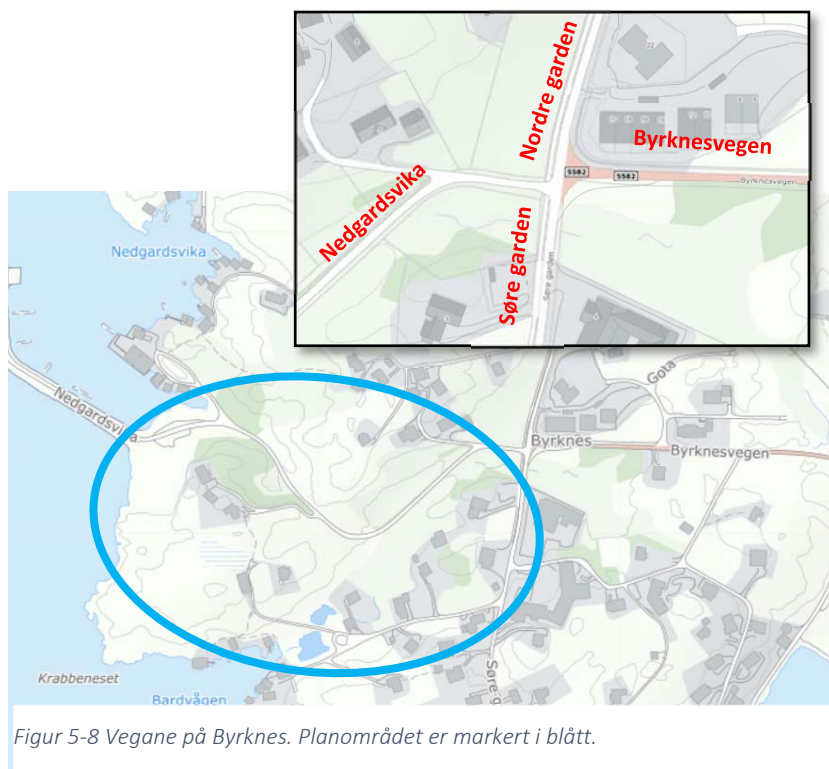 Nordre garden
22
Byrknesvegen
5582
5582
Byrknesvegen
Nedgardsvika
Søre garden
Søre garden
Nedgardsvika
Nedgardsvika
Gota
Byrknes
Byrknesvegen
Krabbeneset
Bardvågen
Søre g
Figur 5-8 Vegane på Byrknes. Planområdet er markert i blått.